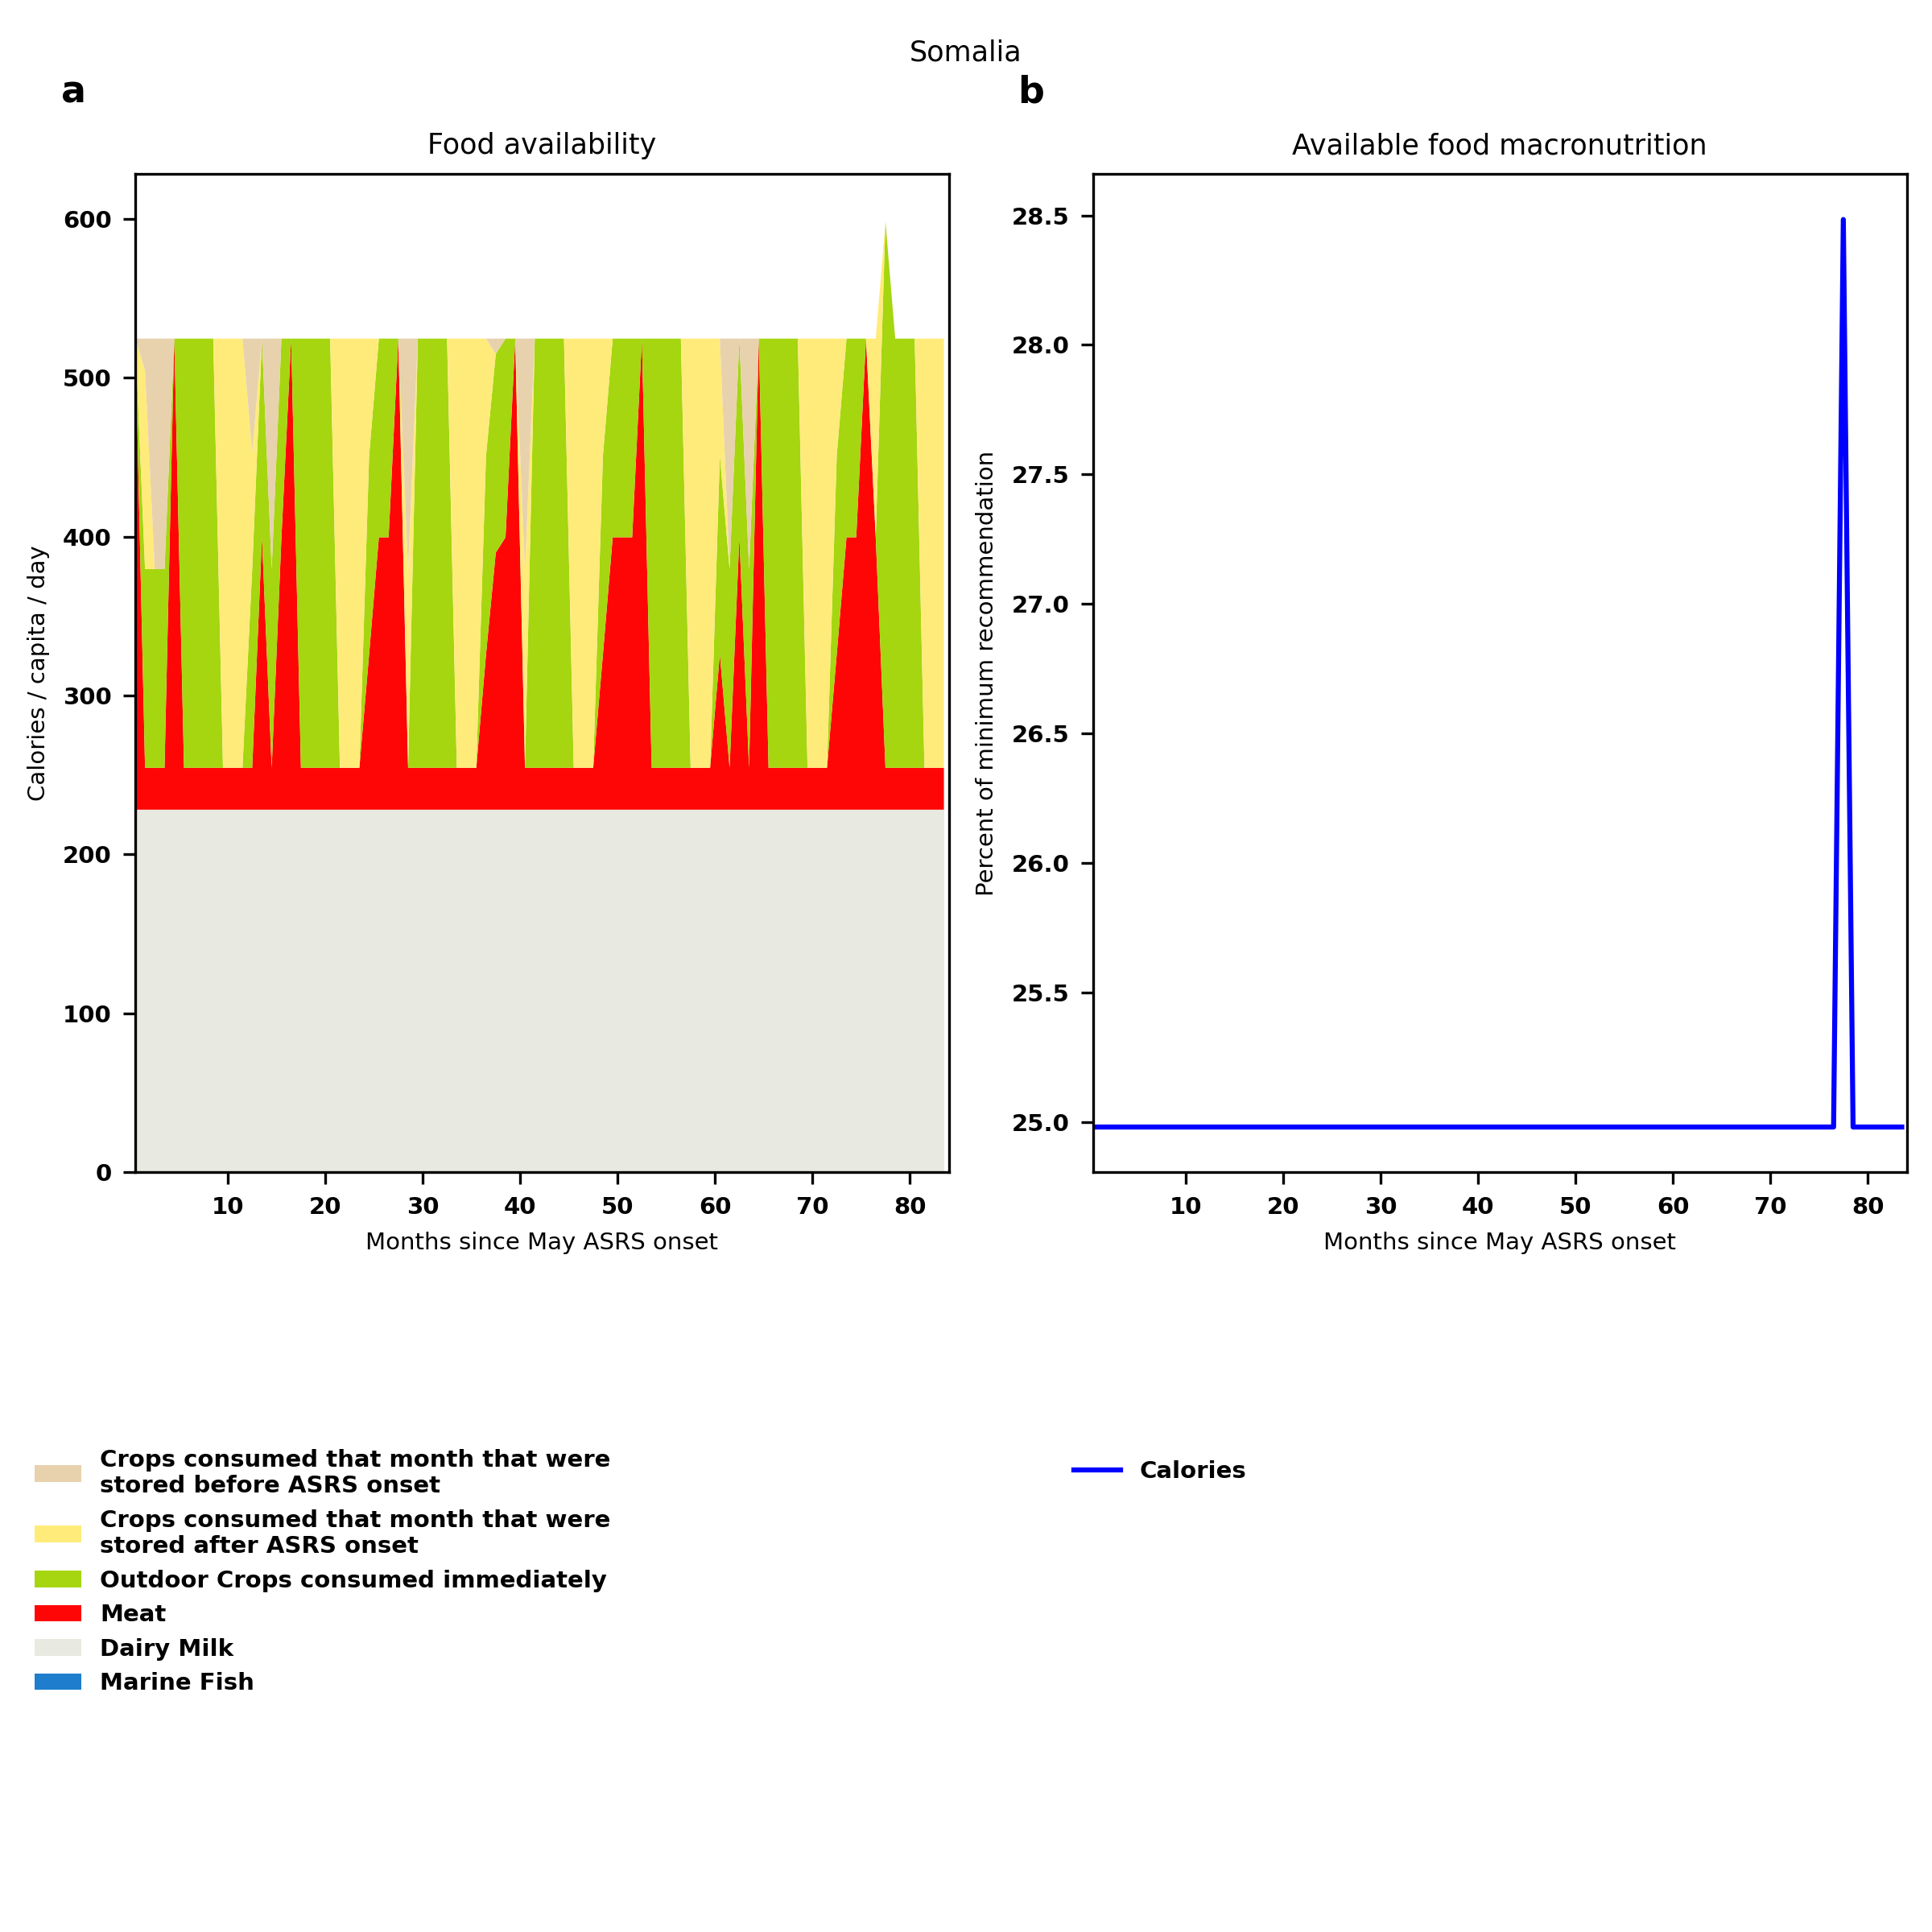 Somalia
a
Food availability
Calories / capita / day
600
500
400
300
200
100
0
10 20 30 40 50 60 70 80
Months since May ASRS onset
Crops consumed that month that were
stored before ASRS onset
Crops consumed that month that were
stored after ASRS onset
Outdoor Crops consumed immediately
Meat
Dairy Milk
Marine Fish
b
Available food macronutrition
Percent of minimum recommendation
28.5
28.0
27.5
27.0
26.5
26.0
25.5
25.0
10 20 30 40 50 60 70 80
Months since May ASRS onset
Calories